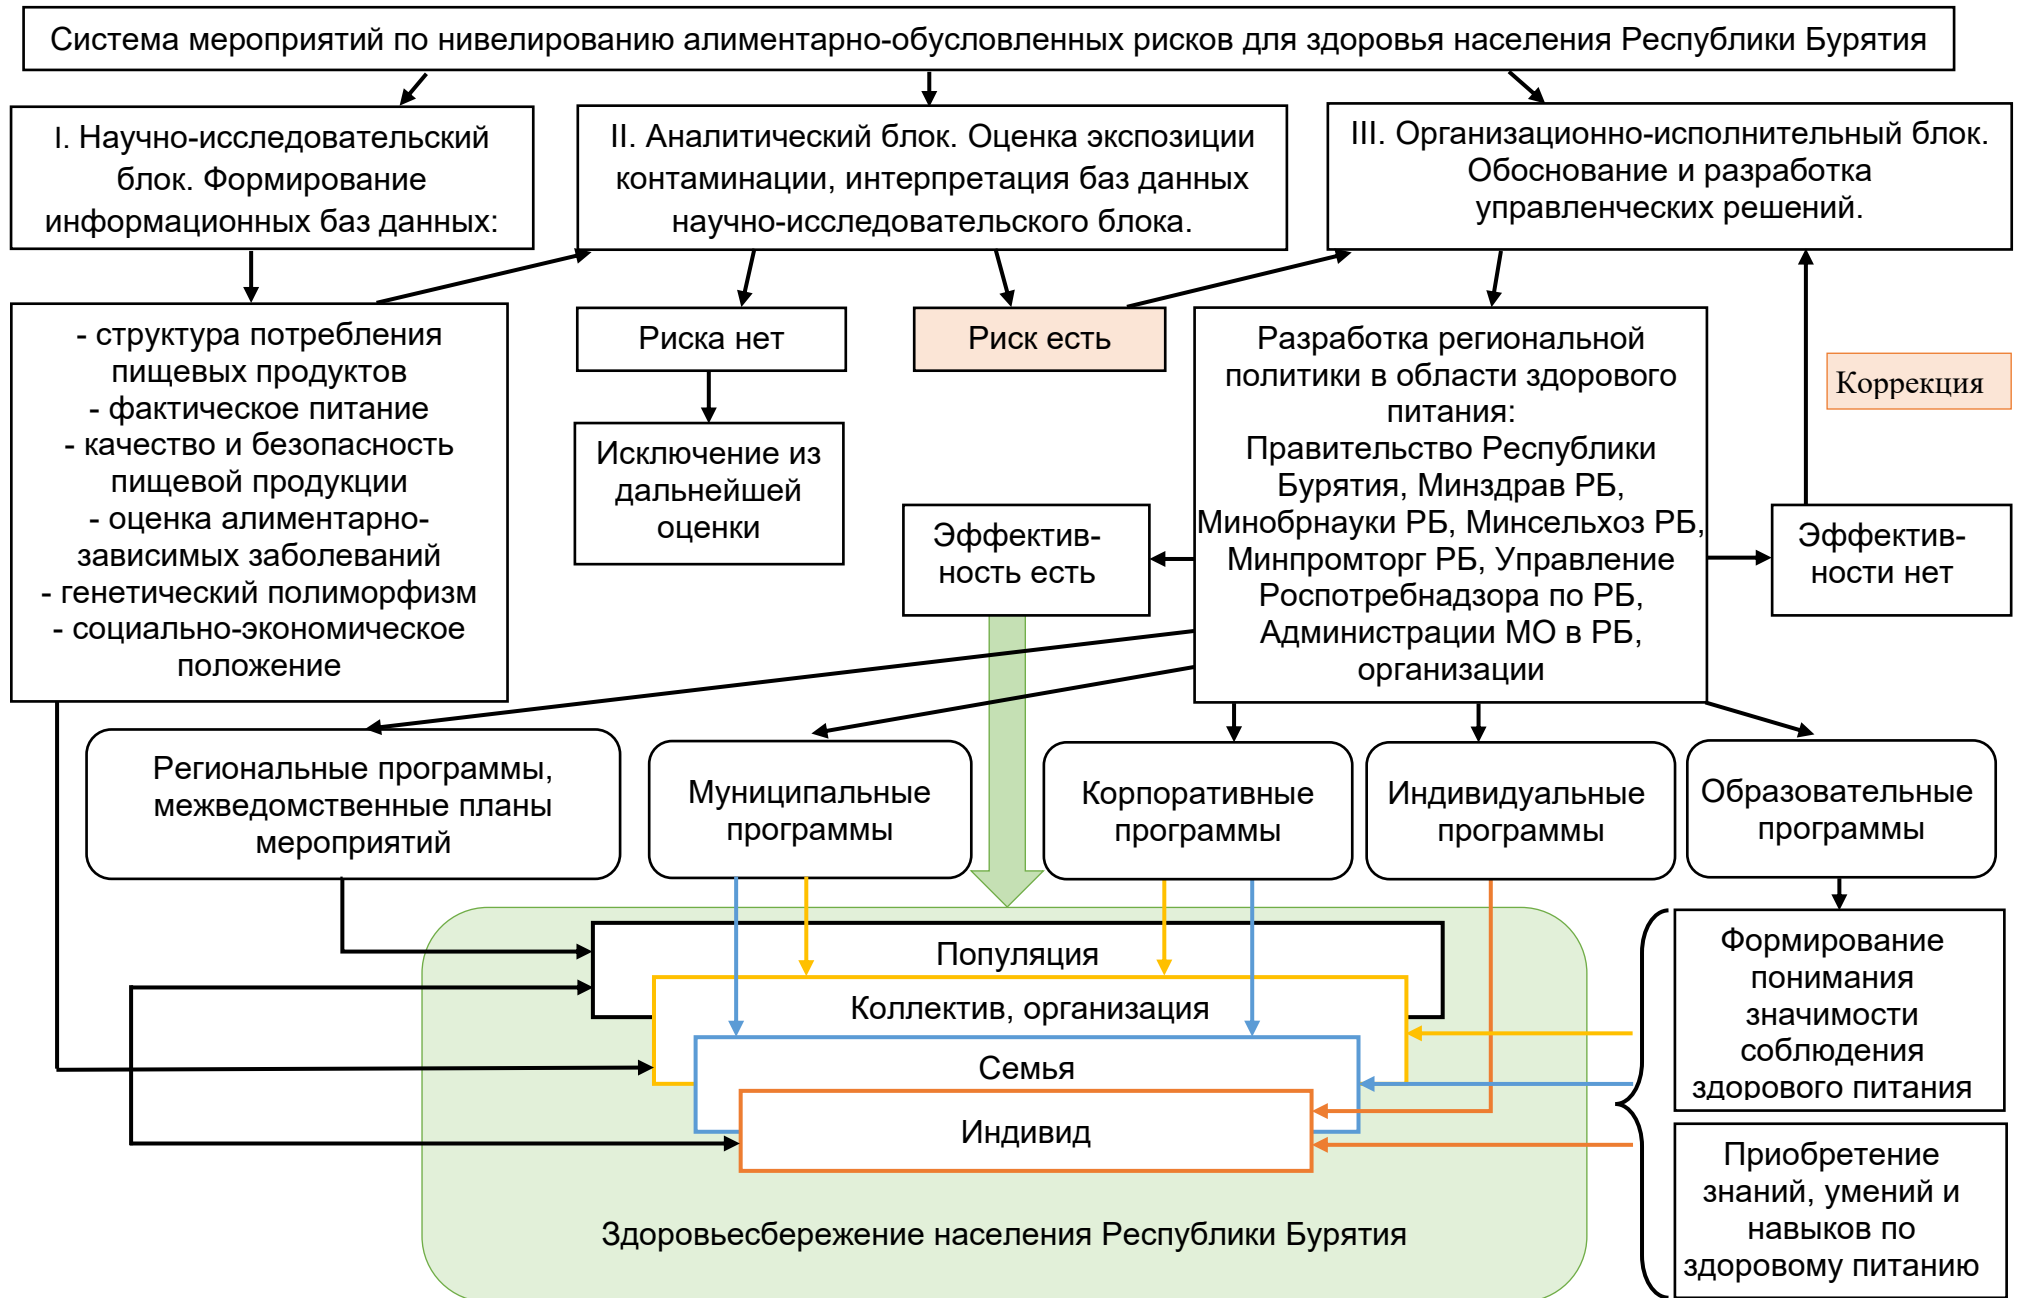 Система мероприятий по нивелированию алиментарно-обусловленных рисков для здоровья населения Республики Бурятия
I. Научно-исследовательский
блок. Формирование
информационных баз данных:
II. Аналитический блок. Оценка экспозиции
контаминации, интерпретация баз данных
научно-исследовательского блока.
III. Организационно-исполнительный блок.
Обоснование и разработка
управленческих решений.
- структура потребления
пищевых продуктов
- фактическое питание
- качество и безопасность
пищевой продукции
- оценка алиментарно-
зависимых заболеваний
- генетический полиморфизм
- социально-экономическое
положение
Риска нет
Риск есть
Исключение из
дальнейшей
оценки
Разработка региональной
политики в области здорового
питания:
Правительство Республики
Бурятия, Минздрав РБ,
Минобрнауки РБ, Минсельхоз РБ,
Минпромторг РБ, Управление
Роспотребнадзора по РБ,
Администрации МО в РБ,
организации
Коррекция
Эффектив-
ность есть
Эффектив-
ности нет
Региональные программы,
межведомственные планы
мероприятий
Муниципальные
программы
Корпоративные
программы
Индивидуальные
программы
Образовательные
программы
Популяция
Коллектив, организация
Семья
Индивид
Здоровьесбережение населения Республики Бурятия
Формирование
понимания
значимости
соблюдения
здорового питания
Приобретение
знаний, умений и
навыков по
здоровому питанию